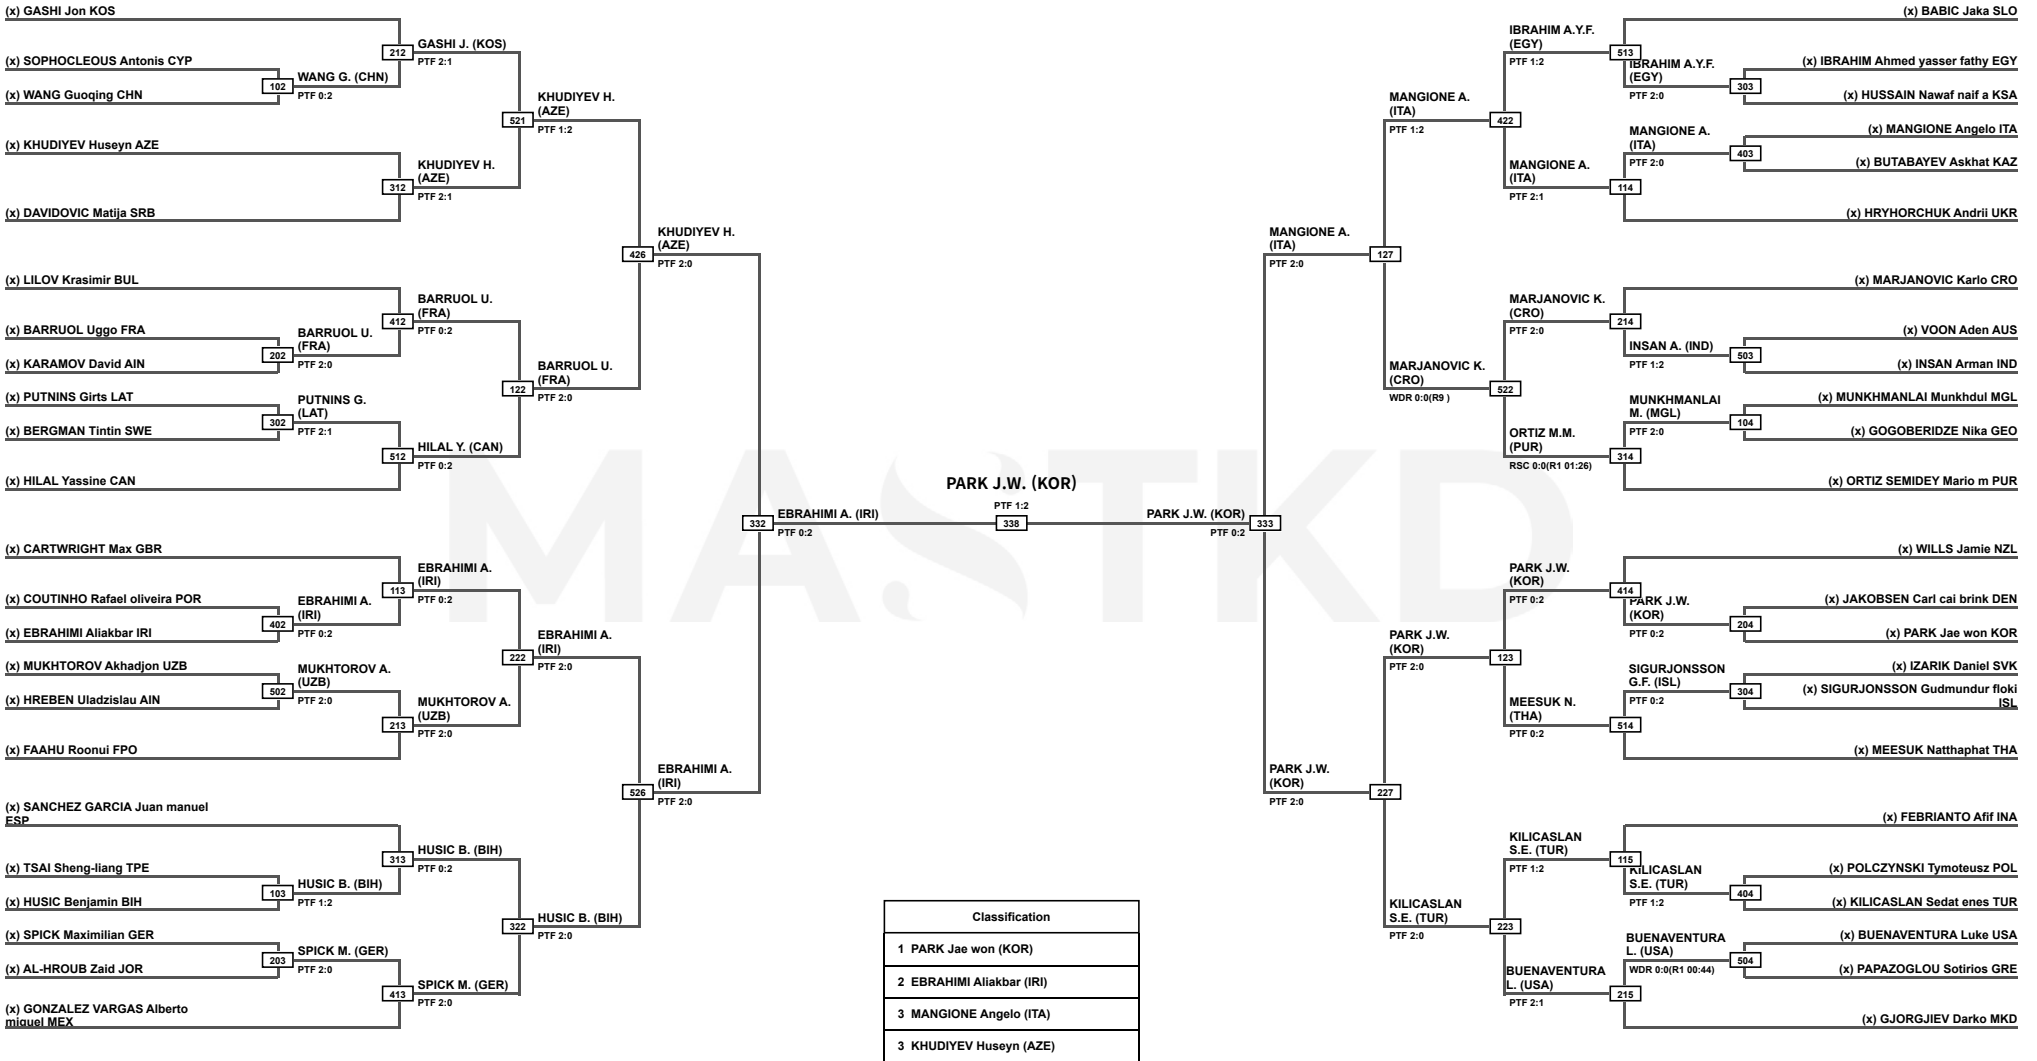 (x) GASHI Jon KOS
(x) SOPHOCLEOUS Antonis CYP
(x) WANG Guoqing CHN
(x) KHUDIYEV Huseyn AZE
(x) DAVIDOVIC Matija SRB
(x) LILOV Krasimir BUL
(x) BARRUOL Uggo FRA
(x) KARAMOV David AIN
(x) PUTNINS Girts LAT
(x) BERGMAN Tintin SWE
(x) HILAL Yassine CAN
(x) CARTWRIGHT Max GBR
(x) COUTINHO Rafael oliveira POR
(x) EBRAHIMI Aliakbar IRI
(x) MUKHTOROV Akhadjon UZB
(x) HREBEN Uladzislau AIN
(x) FAAHU Roonui FPO
(x) SANCHEZ GARCIA Juan manuel
ESP
(x) TSAI Sheng-liang TPE
(x) HUSIC Benjamin BIH
(x) SPICK Maximilian GER
(x) AL-HROUB Zaid JOR
(x) GONZALEZ VARGAS Alberto
miguel MEX
102
WANG G. (CHN)
PTF 0:2
202
BARRUOL U.
(FRA)
PTF 2:0
302
PUTNINS G.
(LAT)
PTF 2:1
402
EBRAHIMI A.
(IRI)
PTF 0:2
502
MUKHTOROV A.
(UZB)
PTF 2:0
103
HUSIC B. (BIH)
PTF 1:2
203
SPICK M. (GER)
PTF 2:0
212
GASHI J. (KOS)
PTF 2:1
312
KHUDIYEV H.
(AZE)
PTF 2:1
412
BARRUOL U.
(FRA)
PTF 0:2
512
HILAL Y. (CAN)
PTF 0:2
113
EBRAHIMI A.
(IRI)
PTF 0:2
213
MUKHTOROV A.
(UZB)
PTF 2:0
313
HUSIC B. (BIH)
PTF 0:2
413
SPICK M. (GER)
PTF 2:0
521
KHUDIYEV H.
(AZE)
PTF 1:2
122
BARRUOL U.
(FRA)
PTF 2:0
222
EBRAHIMI A.
(IRI)
PTF 2:0
322
HUSIC B. (BIH)
PTF 2:0
426
KHUDIYEV H.
(AZE)
PTF 2:0
526
EBRAHIMI A.
(IRI)
PTF 2:0
332
EBRAHIMI A. (IRI)
PTF 0:2
MASTKD
PARK J.W. (KOR)
PTF 1:2
338
PARK J.W. (KOR)
PTF 0:2
333
MANGIONE A.
(ITA)
PTF 2:0
127
PARK J.W.
(KOR)
PTF 2:0
227
MANGIONE A.
(ITA)
PTF 1:2
422
MARJANOVIC K.
(CRO)
WDR 0:0(R9 )
522
PARK J.W.
(KOR)
PTF 2:0
123
KILICASLAN
S.E. (TUR)
PTF 2:0
223
IBRAHIM A.Y.F.
(EGY)
PTF 1:2
513
MANGIONE A.
(ITA)
PTF 2:1
114
MARJANOVIC K.
(CRO)
PTF 2:0
214
ORTIZ M.M.
(PUR)
RSC 0:0(R1 01:26)
314
PARK J.W.
(KOR)
PTF 0:2
414
MEESUK N.
(THA)
PTF 0:2
514
KILICASLAN
S.E. (TUR)
PTF 1:2
115
BUENAVENTURA
L. (USA)
PTF 2:1
215
IBRAHIM A.Y.F.
(EGY)
PTF 2:0
303
MANGIONE A.
(ITA)
PTF 2:0
403
INSAN A. (IND)
PTF 1:2
503
MUNKHMANLAI
M. (MGL)
PTF 2:0
104
PARK J.W.
(KOR)
PTF 0:2
204
SIGURJONSSON
G.F. (ISL)
PTF 0:2
304
KILICASLAN
S.E. (TUR)
PTF 1:2
404
BUENAVENTURA
L. (USA)
WDR 0:0(R1 00:44)
504
(x) BABIC Jaka SLO
(x) IBRAHIM Ahmed yasser fathy EGY
(x) HUSSAIN Nawaf naif a KSA
(x) MANGIONE Angelo ITA
(x) BUTABAYEV Askhat KAZ
(x) HRYHORCHUK Andrii UKR
(x) MARJANOVIC Karlo CRO
(x) VOON Aden AUS
(x) INSAN Arman IND
(x) MUNKHMANLAI Munkhdul MGL
(x) GOGOBERIDZE Nika GEO
(x) ORTIZ SEMIDEY Mario m PUR
(x) WILLS Jamie NZL
(x) JAKOBSEN Carl cai brink DEN
(x) PARK Jae won KOR
(x) IZARIK Daniel SVK
(x) SIGURJONSSON Gudmundur floki
ISL
(x) MEESUK Natthaphat THA
(x) FEBRIANTO Afif INA
(x) POLCZYNSKI Tymoteusz POL
(x) KILICASLAN Sedat enes TUR
(x) BUENAVENTURA Luke USA
(x) PAPAZOGLOU Sotirios GRE
(x) GJORGJIEV Darko MKD
Classification
1 PARK Jae won (KOR)
2 EBRAHIMI Aliakbar (IRI)
3 MANGIONE Angelo (ITA)
3 KHUDIYEV Huseyn (AZE)